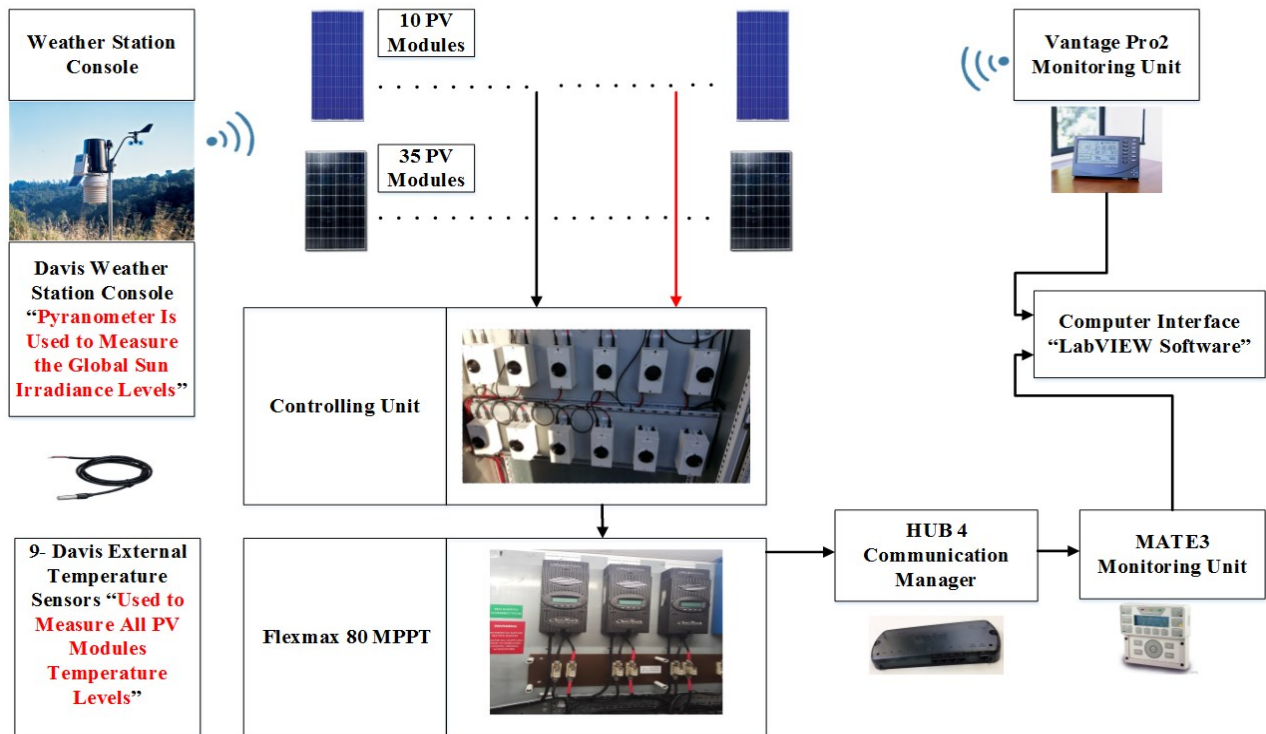 Weather Station
Console
10 PV
Modules
Vantage Pro2
Monitoring Unit
35 PV
Modules
Davis Weather
Station Console
“Pyranometer Is
Used to Measure
the Global Sun
Irradiance Levels”
Computer Interface
“LabVIEW Software”
Controlling Unit
9- Davis External
Temperature
Sensors “Used to
Measure All PV
Modules
Temperature
Levels”
Flexmax 80 MPPT
HUB 4
Communication
Manager
MATE3
Monitoring Unit